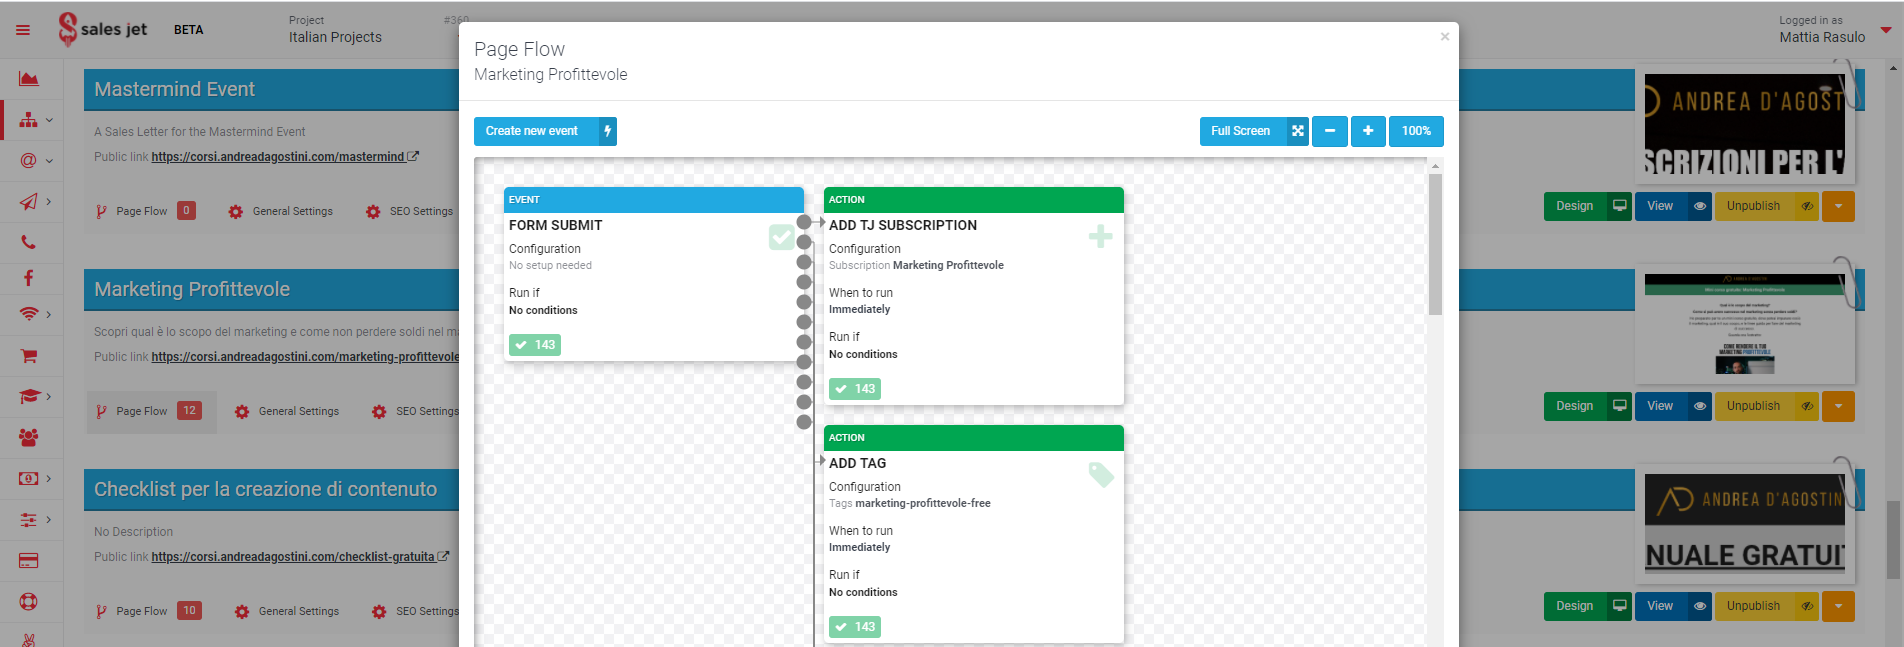 sales jet
BETA
Project
Italian Projects
#360
Logged in as
Mattia Rasulo
Mastermind Event
A Sales Letter for the Mastermind Event
Public link https://corsi.andreadagostini.com/mastermind
Page Flow 0 General Settings SEO Settings
ANDREA D'AGOST
SCRIZIONI PER L'
Design View Unpublish
Marketing Profittevole
Scopri qual è lo scopo del marketing e come non perdere soldi nel
Public link https://corsi.andreadagostini.com/marketing-profittevole
Page Flow 12 General Settings SEO Settings
COME RENDERE IL TUO
MARKETING PROFITTEVOLE
Design View Unpublish
Checklist per la creazione di contenuto
No Description
Public link https://corsi.andreadagostini.com/checklist-gratuita
Page Flow 10 General Settings SEO Settings
ANDREA D'AGOSTIN
NUALE GRATUI
Design View Unpublish
Page Flow
Marketing Profittevole
×
Create new event
Full Screen
100%
EVENT
FORM SUBMIT
Configuration
No setup needed
Run if
No conditions
143
ACTION
ADD TJ SUBSCRIPTION
Configuration
Subscription Marketing Profittevole
When to run
Immediately
Run if
No conditions
143
ACTION
ADD TAG
Configuration
Tags marketing-profittevole-free
When to run
Immediately
Run if
No conditions
143